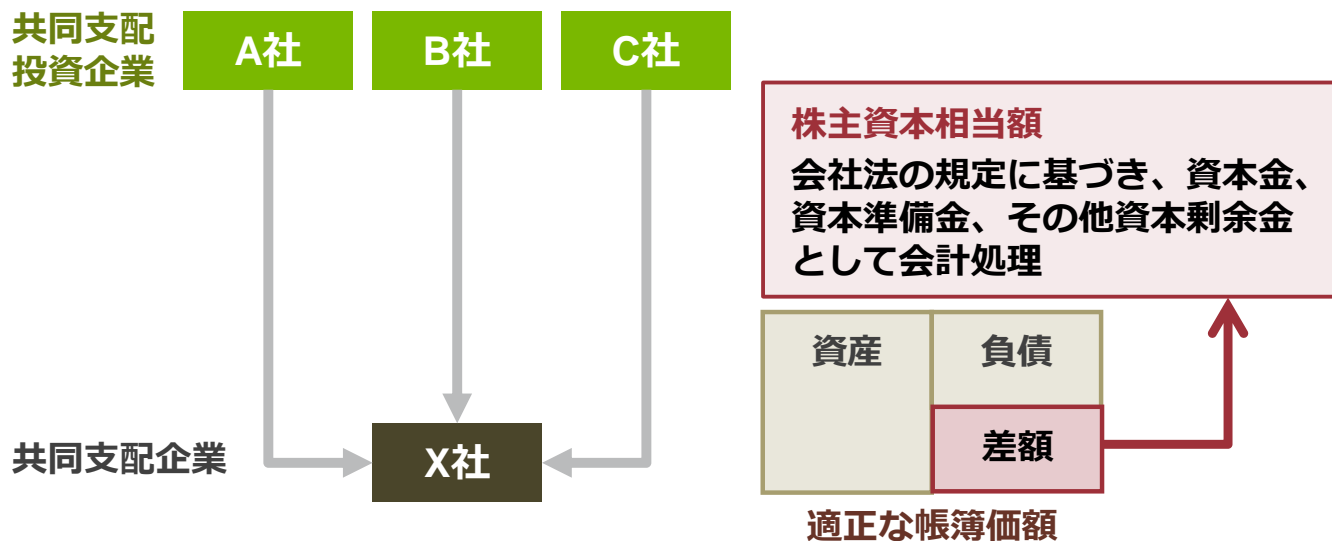 共同支配
投資企業
A社
B社
C社
株主資本相当額
会社法の規定に基づき、資本金、
資本準備金、その他資本剰余金
として会計処理
資産
負債
差額
共同支配企業
X社
適正な帳簿価額